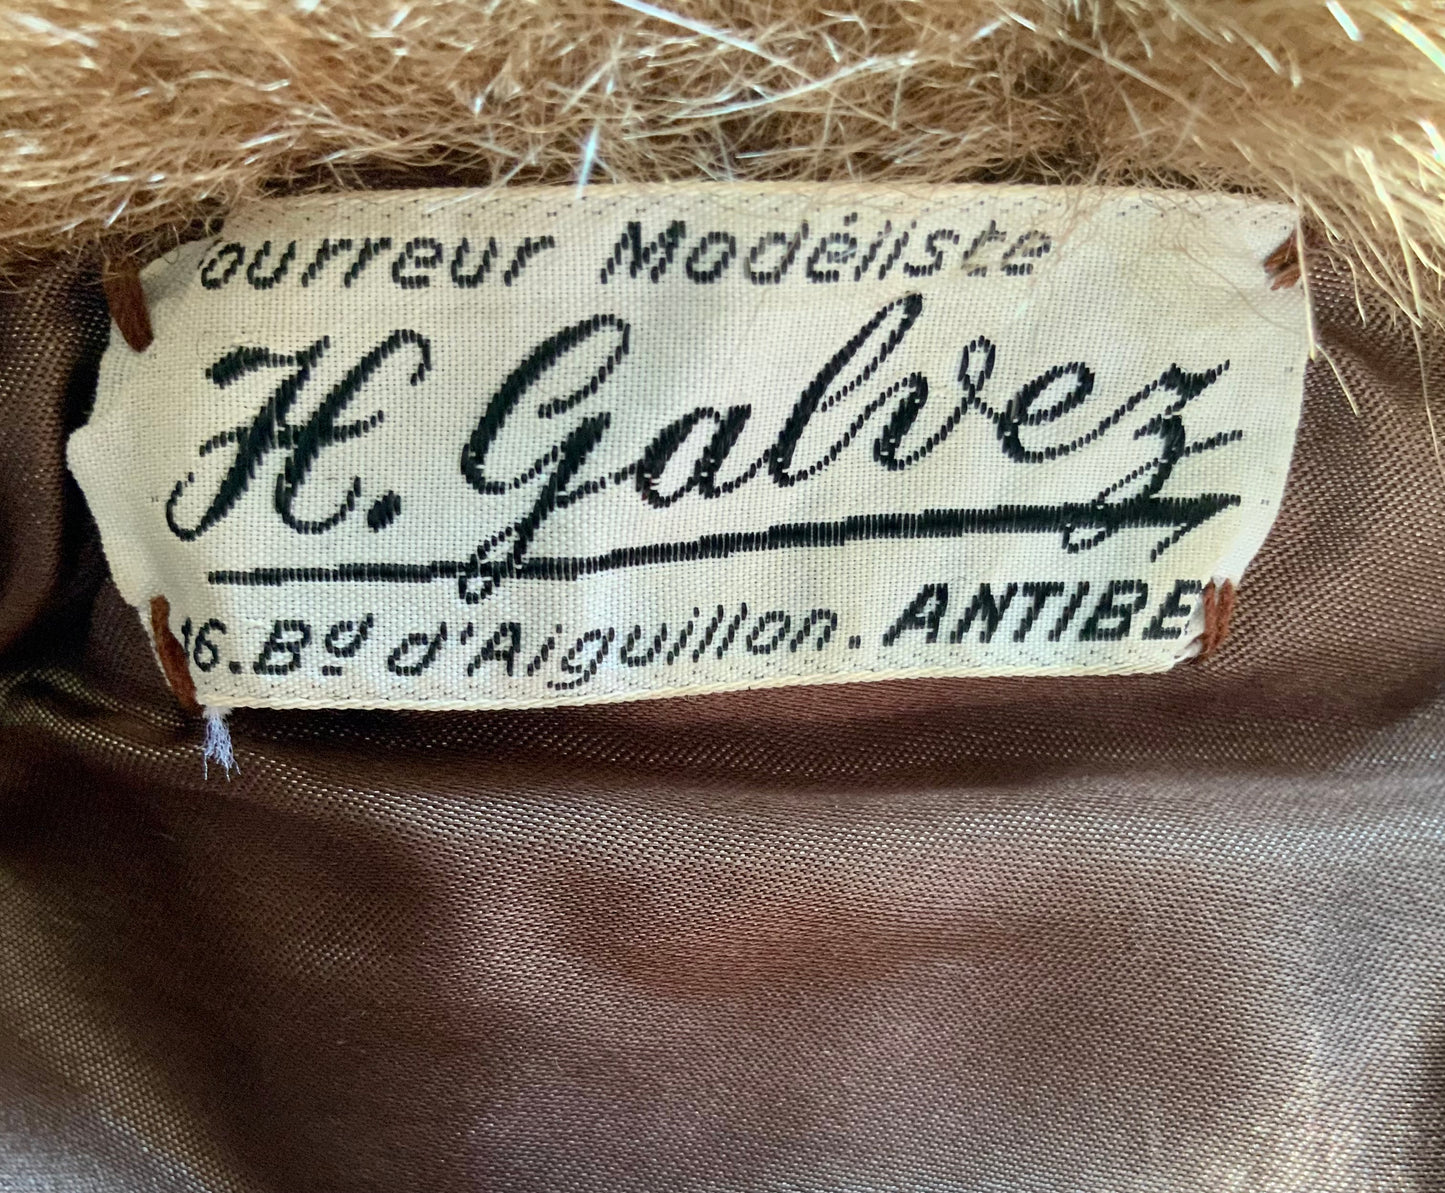 ourreur Modéliste
H. Galvez
16. Bd d'Aiguillon. ANTIBE